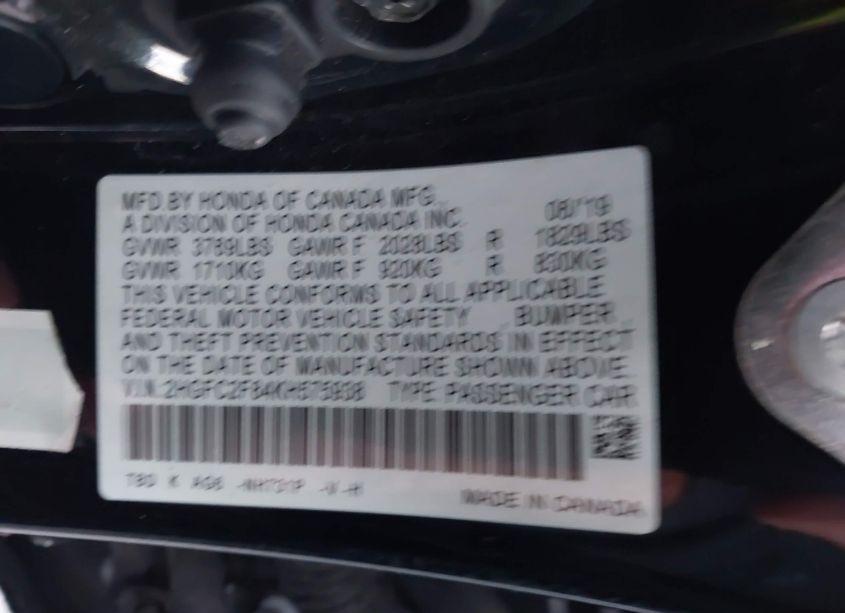 MFD. BY HONDA OF CANADA MFG., 08/19
A DIVISION OF HONDA CANADA INC.
GVWR 3769LBS GAWR F 2028LBS R 1829LBS
GVWR 1710KG GAWR F 920KG R 830KG
THIS VEHICLE CONFORMS TO ALL APPLICABLE
FEDERAL MOTOR VEHICLE SAFETY, BUMPER,
AND THEFT PREVENTION STANDARDS IN EFFECT
ON THE DATE OF MANUFACTURE SHOWN ABOVE.
V.I.N. TYPE: PASSENGER CAR
K
MADE IN CANADA